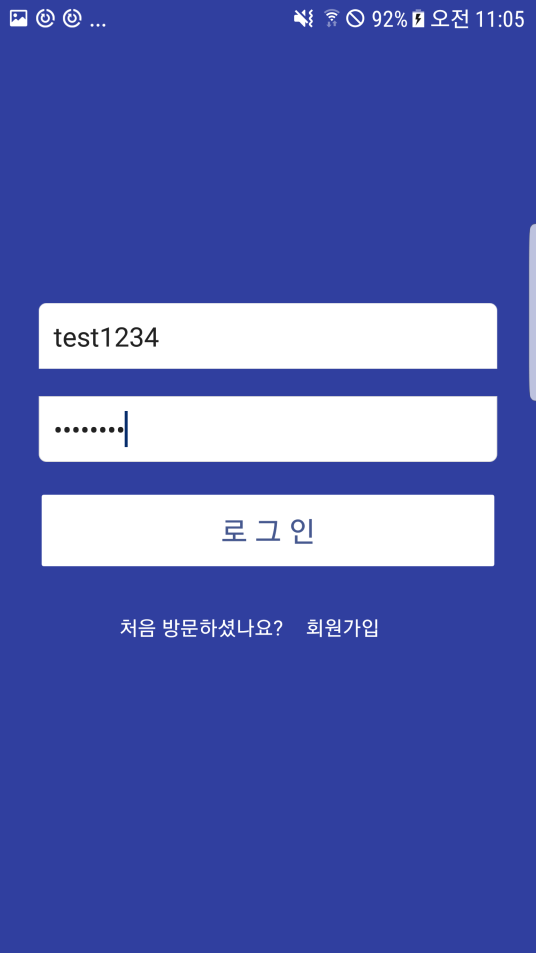 ... 92% 오전 11:05
test1234
••••••••
로그인
처음 방문하셨나요? 회원가입